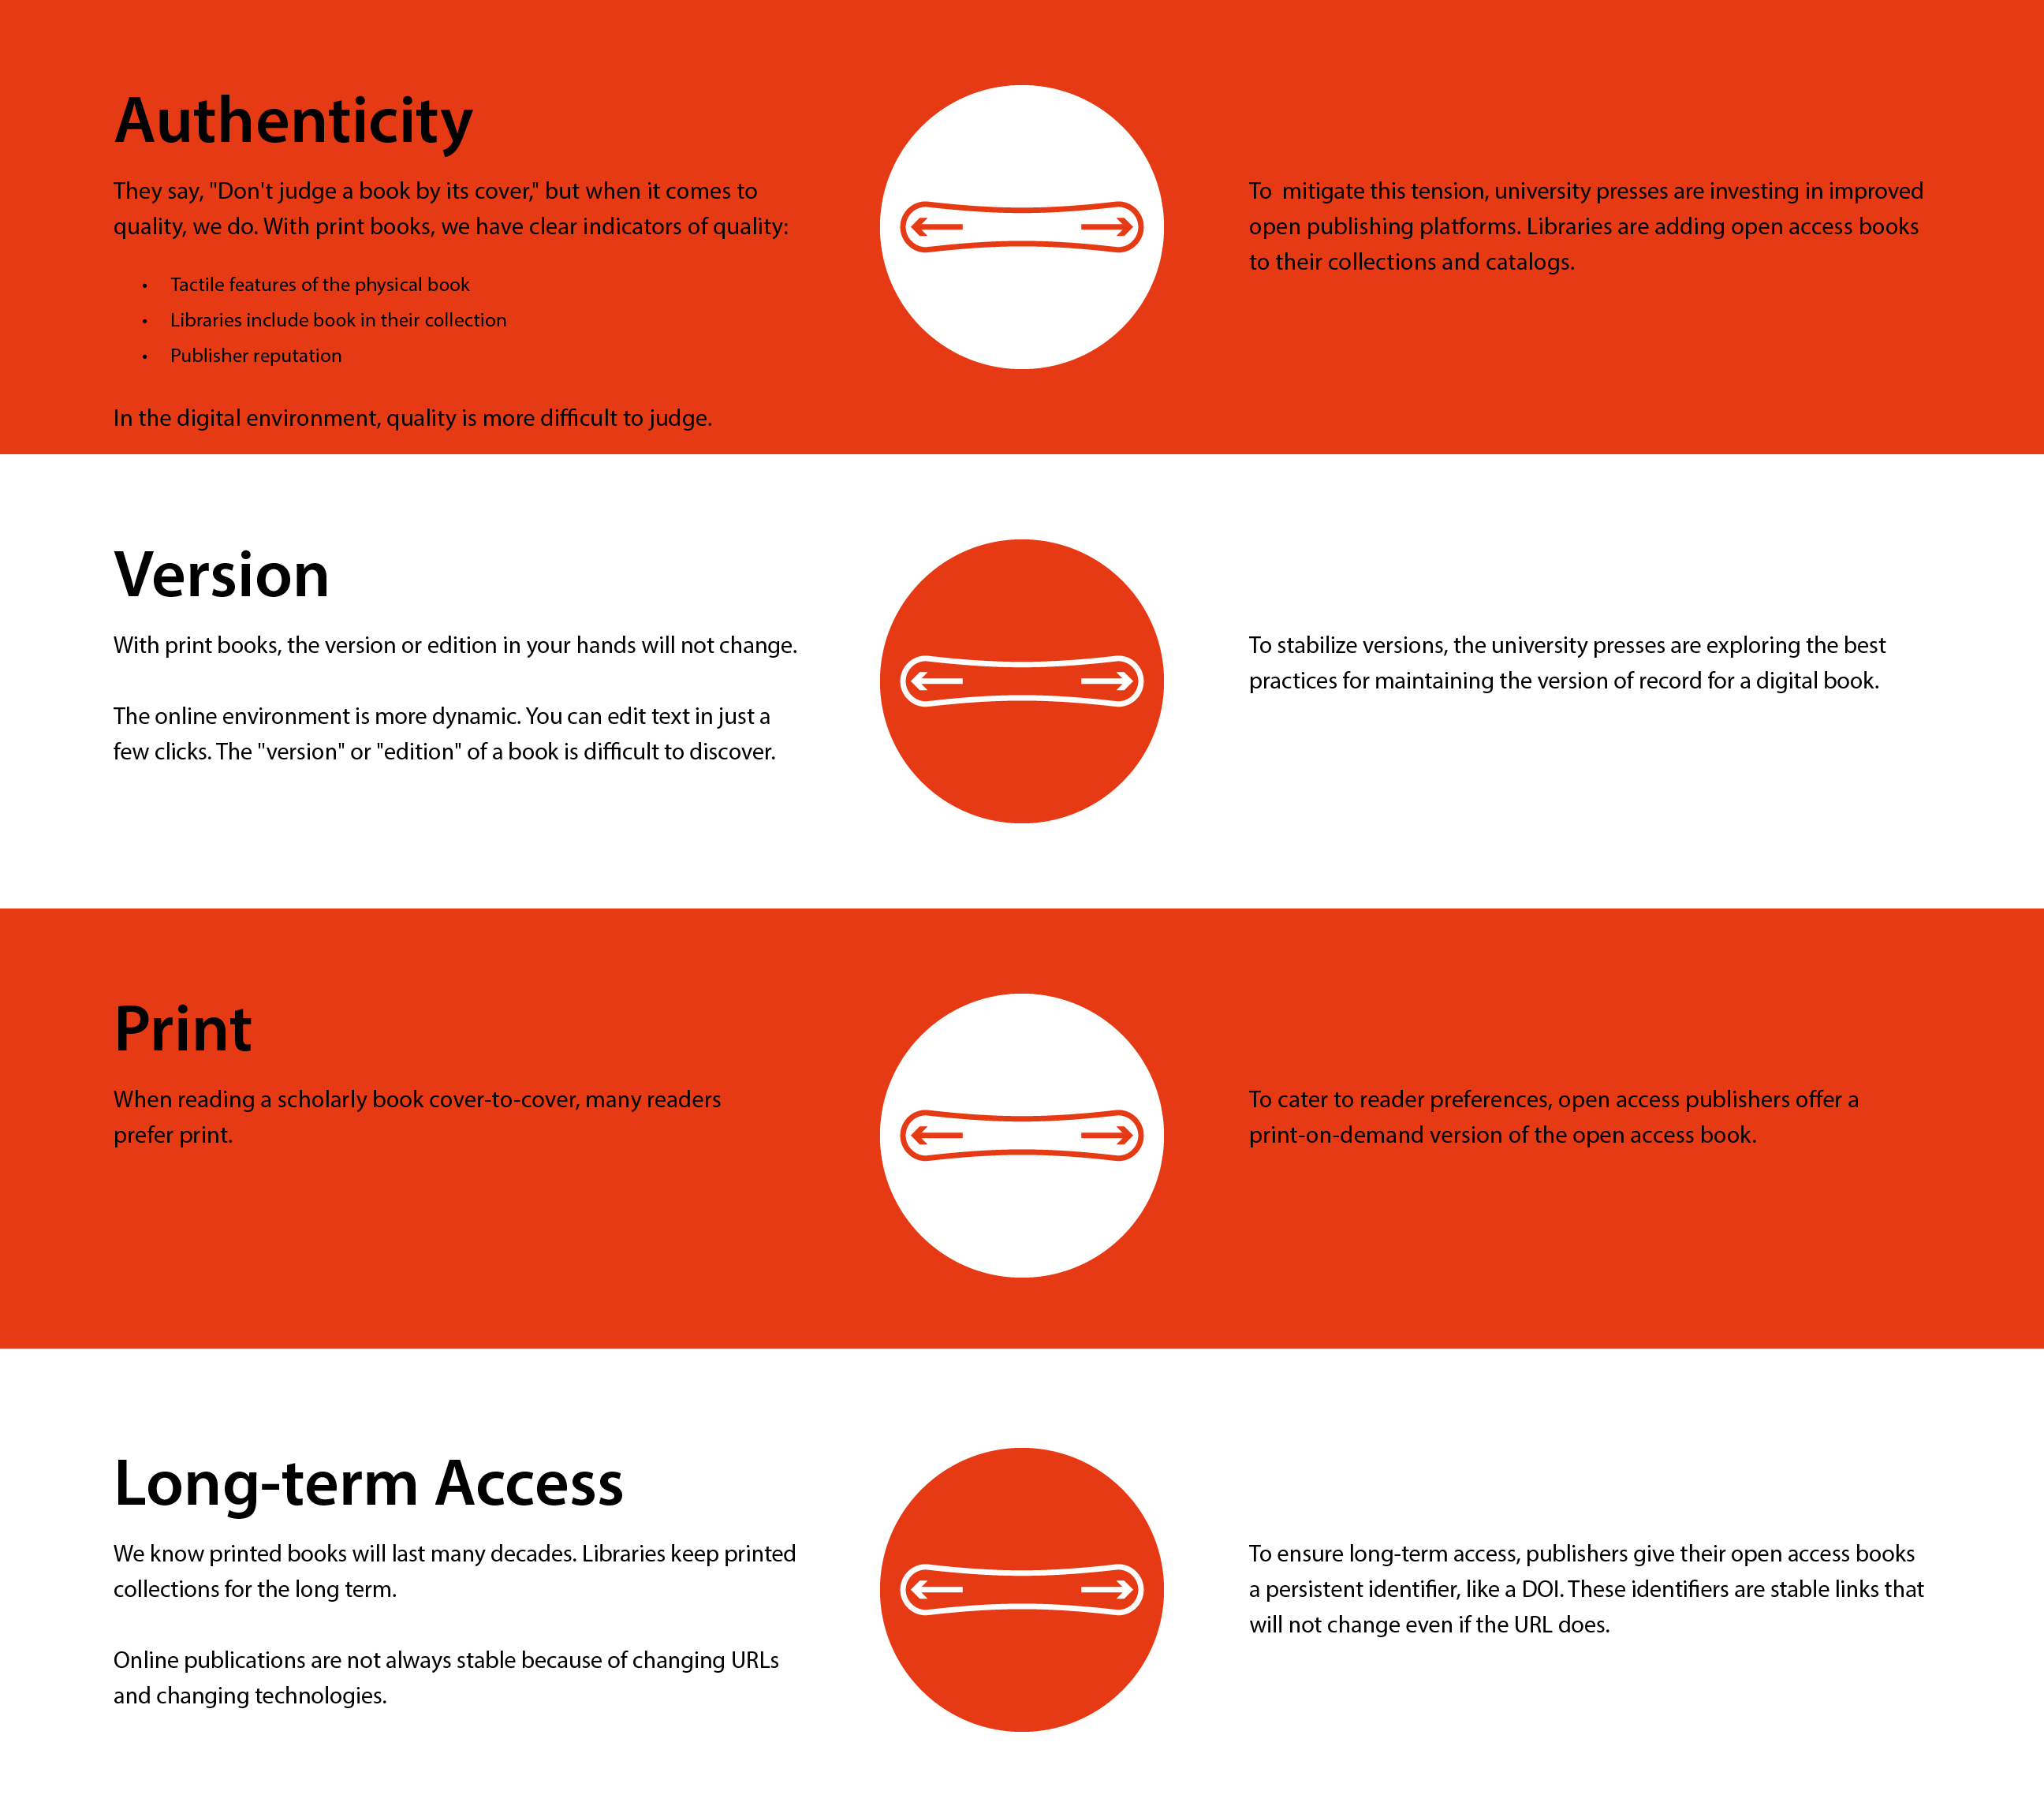 Authenticity
They say, "Don't judge a book by its cover," but when it comes to
quality, we do. With print books, we have clear indicators of quality:
• Tactile features of the physical book
• Libraries include book in their collection
• Publisher reputation
In the digital environment, quality is more difficult to judge.
To  mitigate this tension, university presses are investing in improved
open publishing platforms. Libraries are adding open access books
to their collections and catalogs.
Version
With print books, the version or edition in your hands will not change.
The online environment is more dynamic. You can edit text in just a
few clicks. The "version" or "edition" of a book is difficult to discover.
To stabilize versions, the university presses are exploring the best
practices for maintaining the version of record for a digital book.
Print
When reading a scholarly book cover-to-cover, many readers
prefer print.
To cater to reader preferences, open access publishers offer a
print-on-demand version of the open access book.
Long-term Access
We know printed books will last many decades. Libraries keep printed
collections for the long term.
Online publications are not always stable because of changing URLs
and changing technologies.
To ensure long-term access, publishers give their open access books
a persistent identifier, like a DOI. These identifiers are stable links that
will not change even if the URL does.